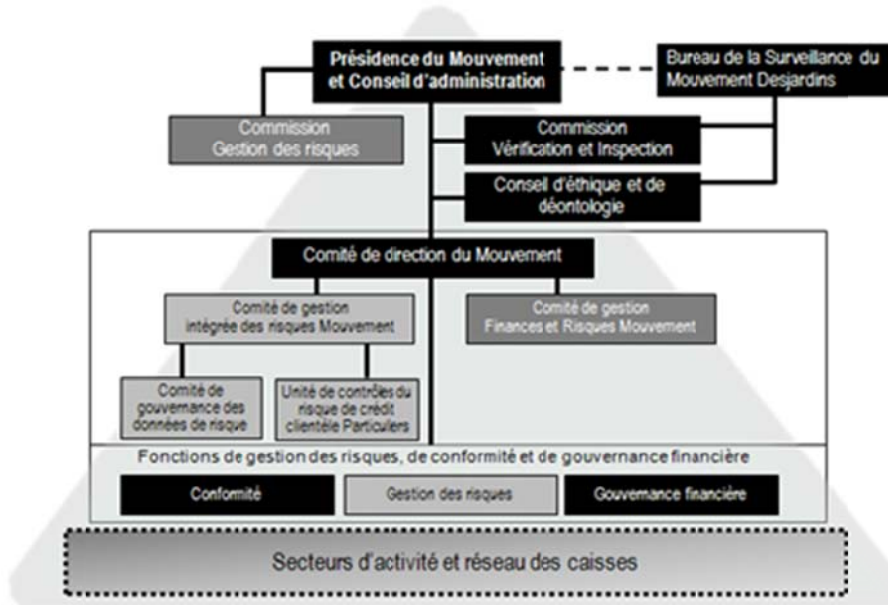 Présidence du Mouvement
et Conseil d'administration
Bureau de la Surveillance du
Mouvement Desjardins
Commission
Gestion des risques
Commission
Vérification et Inspection
Conseil d'éthique et de
déontologie
Comité de direction du Mouvement
Comité de gestion
intégrée des risques Mouvement
Comité de gestion
Finances et Risques Mouvement
Comité de
gouvernance des
données de risque
Unité de contrôles du
risque de crédit
clientèle Particulers
Fonctions de gestion des risques, de conformité et de gouvernance financière
Conformité
Gestion des risques
Gouvernance financière
Secteurs d'activité et réseau des caisses